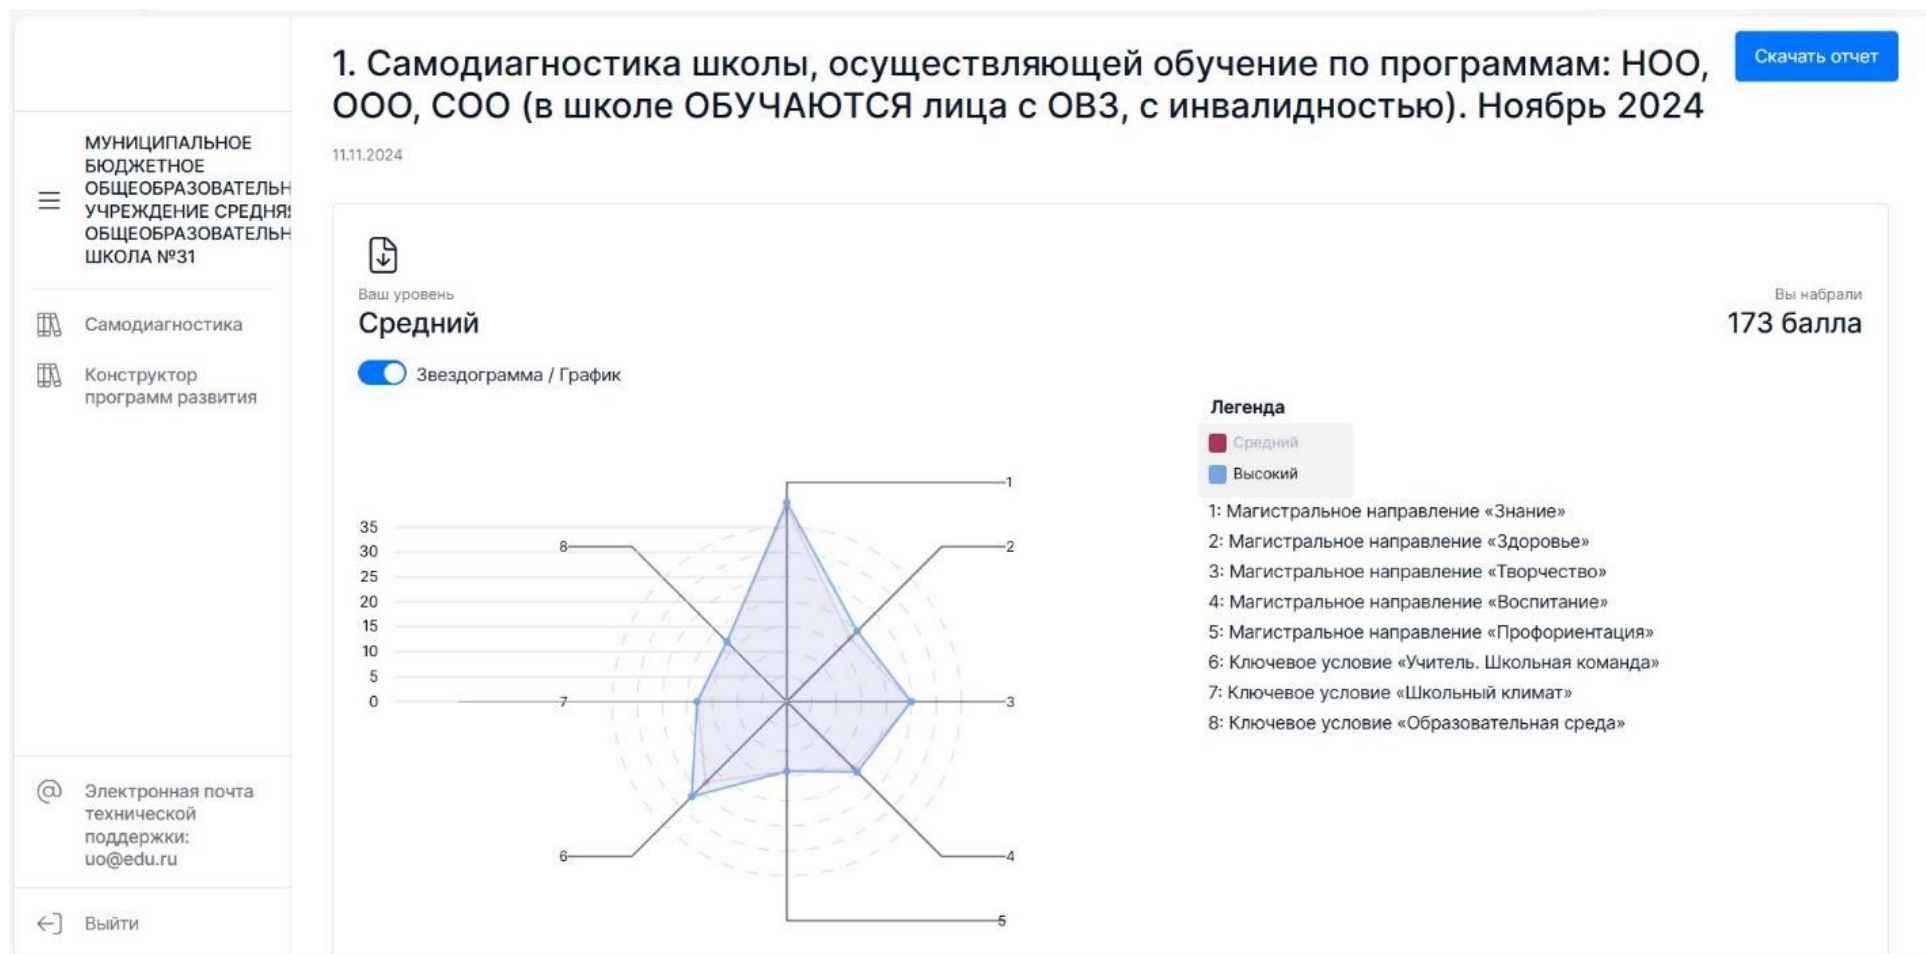 1. Самодиагностика школы, осуществляющей обучение по программам: НОО,
ООО, СОО (в школе ОБУЧАЮТСЯ лица с ОВЗ, с инвалидностью). Ноябрь 2024
Скачать отчет
11.11.2024
МУНИЦИПАЛЬНОЕ
БЮДЖЕТНОЕ
ОБЩЕОБРАЗОВАТЕЛЬН
УЧРЕЖДЕНИЕ СРЕДНЯЯ
ОБЩЕОБРАЗОВАТЕЛЬН
ШКОЛА №31
Самодиагностика
Конструктор
программ развития
Электронная почта
технической
поддержки:
uo@edu.ru
Выйти
Ваш уровень
Средний
Вы набрали
173 балла
Звездограмма / График
35
30
25
20
15
10
5
0
1
2
3
4
5
6
7
8
Легенда
Средний
Высокий
1: Магистральное направление «Знание»
2: Магистральное направление «Здоровье»
3: Магистральное направление «Творчество»
4: Магистральное направление «Воспитание»
5: Магистральное направление «Профориентация»
6: Ключевое условие «Учитель. Школьная команда»
7: Ключевое условие «Школьный климат»
8: Ключевое условие «Образовательная среда»